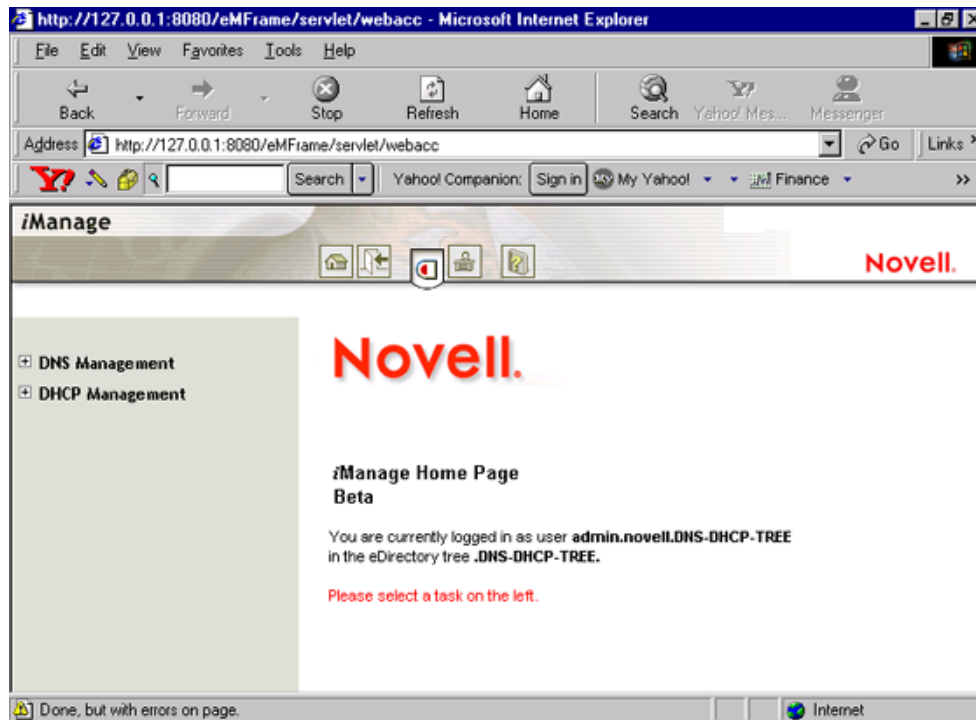 http://127.0.0.1:8080/eMFrame/servlet/webacc - Microsoft Internet Explorer
File Edit View Favorites Tools Help
Back Forward Stop Refresh Home Search Yahoo! Mes... Messenger
Address http://127.0.0.1:8080/eMFrame/servlet/webacc Go Links »
Y! Search Yahoo! Companion: Sign in My Yahoo! Finance »
iManage
Novell.
DNS Management
DHCP Management
Novell.
iManage Home Page
Beta
You are currently logged in as user admin.novell.DNS-DHCP-TREE
in the eDirectory tree .DNS-DHCP-TREE.
Please select a task on the left.
Done, but with errors on page. Internet